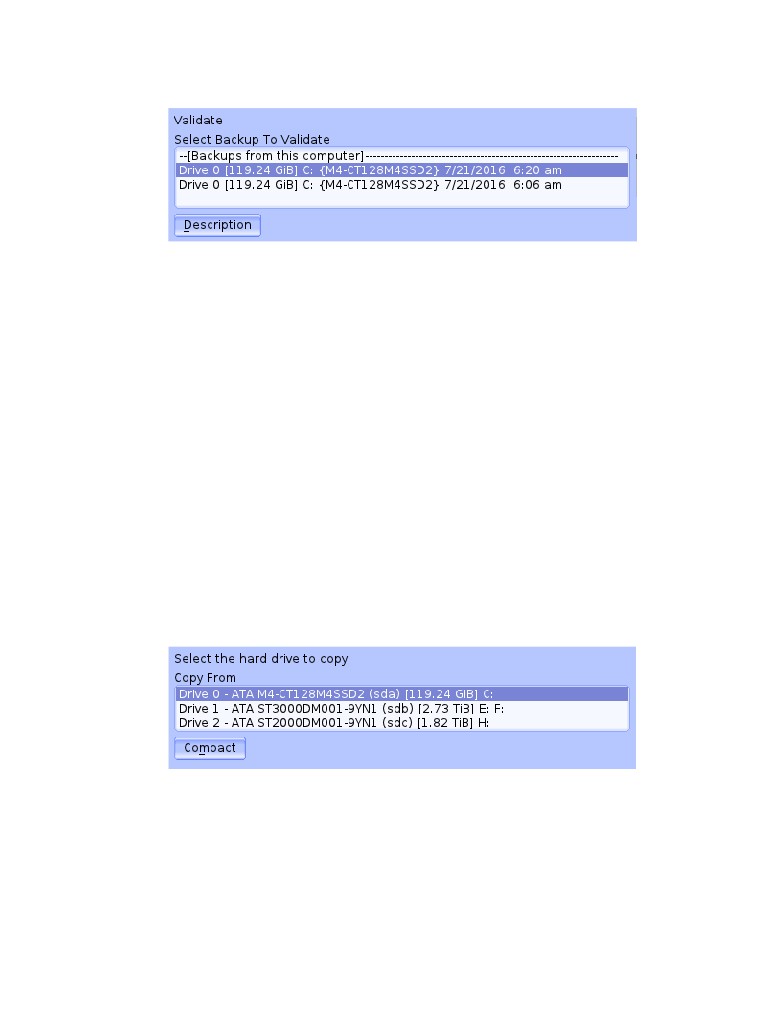 Validate
Select Backup To Validate
--[Backups from this computer]--------------------------------------------------------------
Drive 0 [119.24 GiB] C: {M4-CT128M4SSD2} 7/21/2016 6:20 am
Drive 0 [119.24 GiB] C: {M4-CT128M4SSD2} 7/21/2016 6:06 am
Description
Select the hard drive to copy
Copy From
Drive 0 - ATA M4-CT128M4SSD2 (sda) [119.24 GiB] C:
Drive 1 - ATA ST3000DM001-9YN1 (sdb) [2.73 TiB] E: F:
Drive 2 - ATA ST2000DM001-9YN1 (sdc) [1.82 TiB] H:
Compact